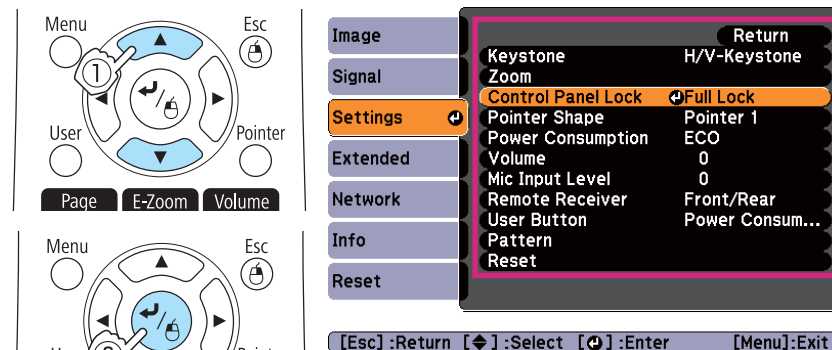 Menu
Esc
1
User
Pointer
Page E-Zoom Volume
Menu
Esc
Image
Signal
Settings
Extended
Network
Info
Reset
Return
Keystone H/V-Keystone
Zoom
Control Panel Lock Full Lock
Pointer Shape Pointer 1
Power Consumption ECO
Volume 0
Mic Input Level 0
Remote Receiver Front/Rear
User Button Power Consum...
Pattern
Reset
[Esc] :Return [◆] :Select [⏎] :Enter [Menu]:Exit